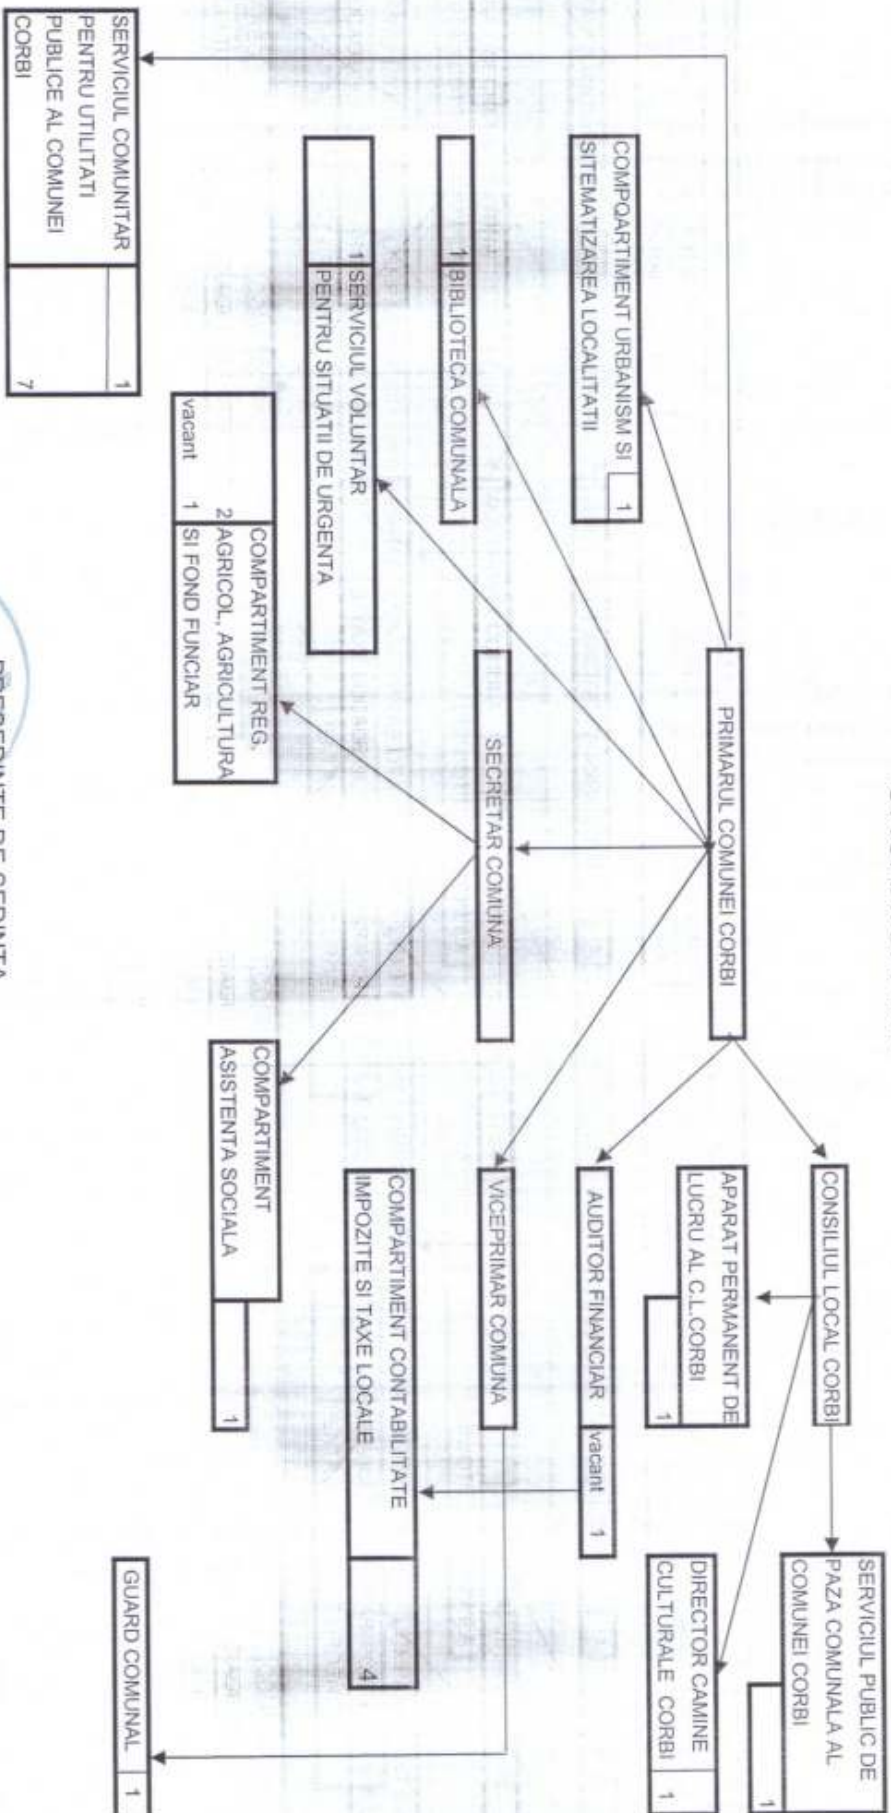 PRIMARUL COMUNEI CORBI
CONSILIUL LOCAL CORBI
SERVICIUL PUBLIC DE
PAZA COMUNALA AL
COMUNEI CORBI
1
APARAT PERMANENT DE
LUCRU AL C.L.CORBI
1
DIRECTOR CAMINE
CULTURALE CORBI 1
COMPQARTIMENT URBANISM SI 1
SITEMATIZAREA LOCALITATII
AUDITOR FINANCIAR vacant 1
1 BIBLIOTECA COMUNALA
SECRETAR COMUNA
VICEPRIMAR COMUNA
1 SERVICIUL VOLUNTAR
PENTRU SITUATII DE URGENTA
COMPARTIMENT CONTABILITATE
IMPOZITE SI TAXE LOCALE
4
COMPARTIMENT REG.
2 AGRICOL, AGRICULTURA
vacant 1 SI FOND FUNCIAR
COMPARTIMENT
ASISTENTA SOCIALA
1
SERVICIUL COMUNITAR 1
PENTRU UTILITATI
PUBLICE AL COMUNEI
CORBI 7
GUARD COMUNAL 1